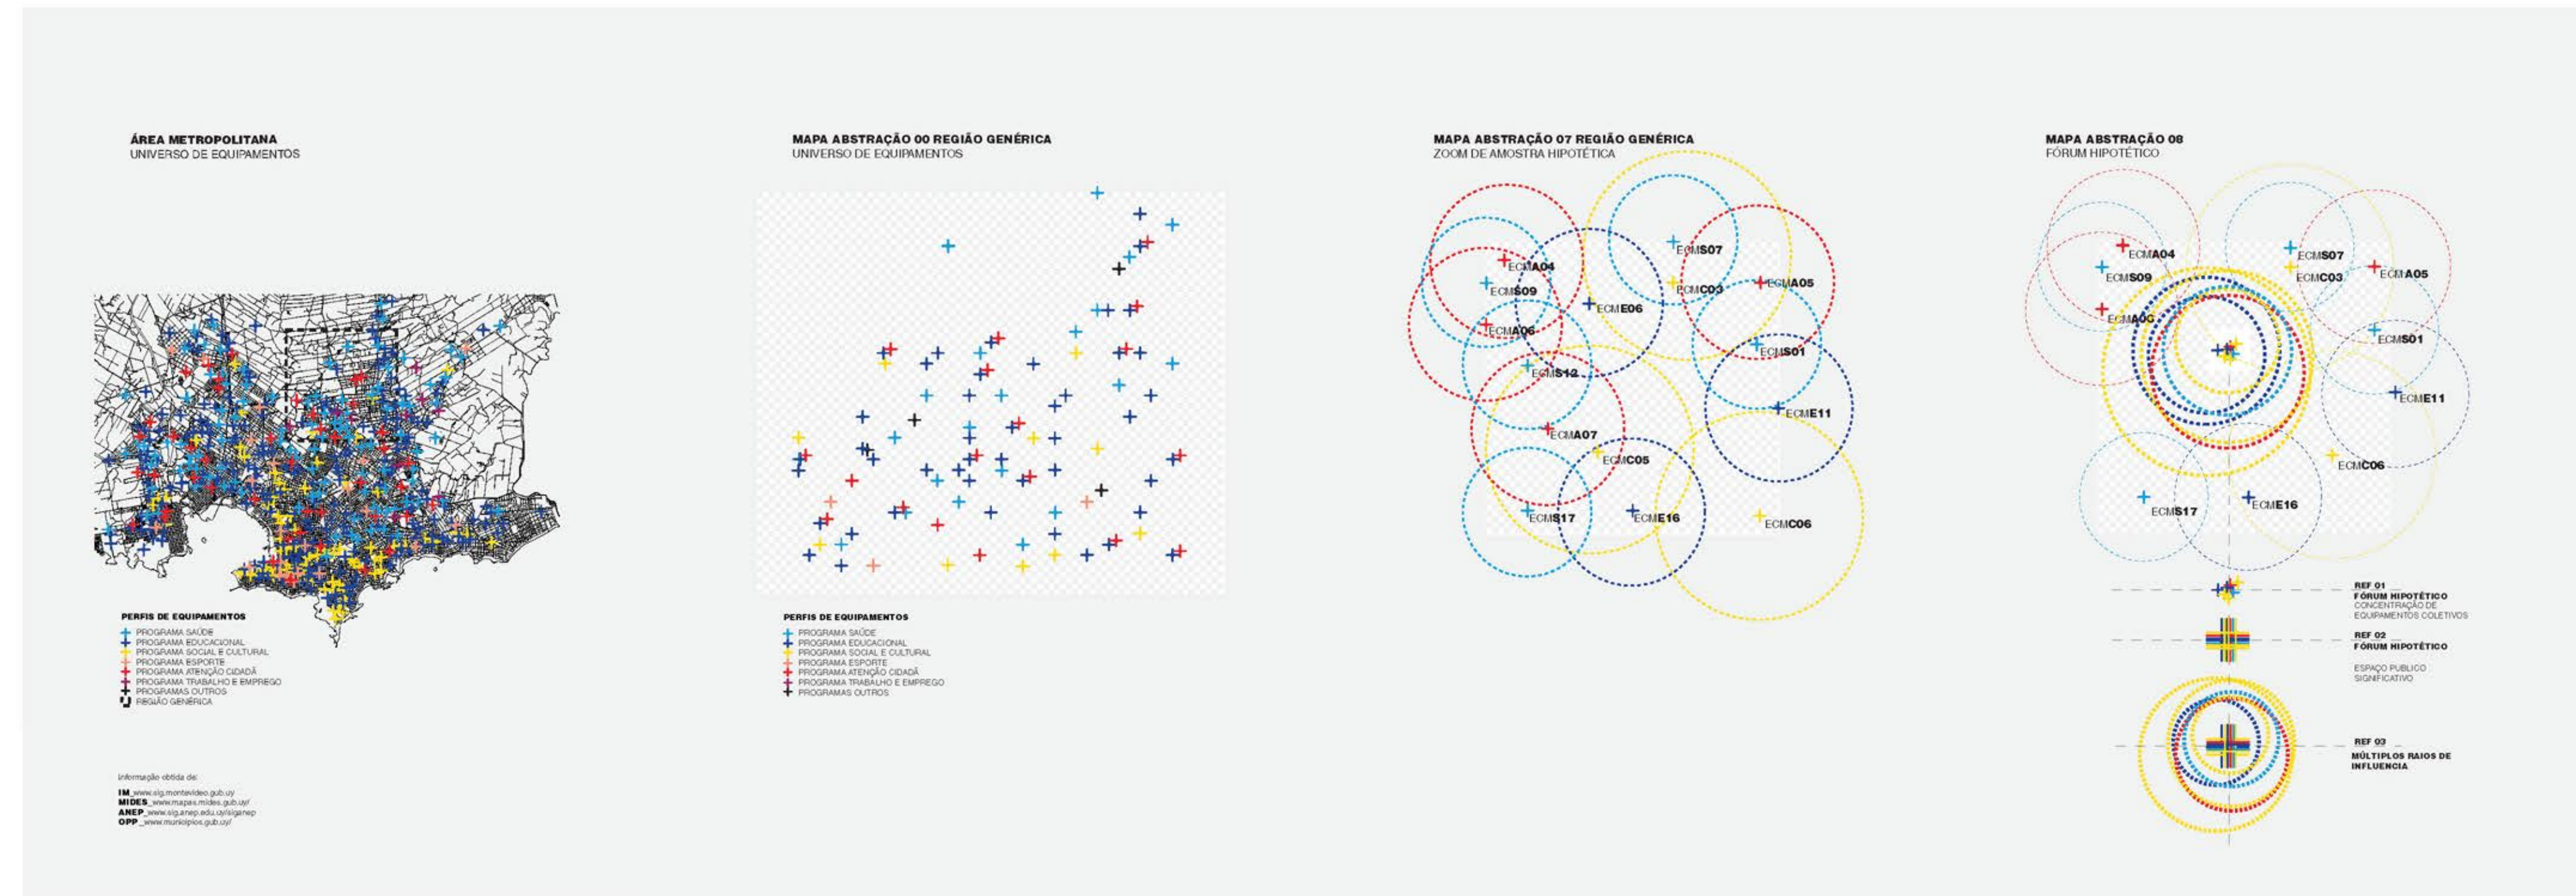 ÁREA METROPOLITANA
UNIVERSO DE EQUIPAMENTOS
PERFIS DE EQUIPAMENTOS
PROGRAMA SAÚDE
PROGRAMA EDUCACIONAL
PROGRAMA SOCIAL E CULTURAL
PROGRAMA ESPORTE
PROGRAMA ATENÇÃO CIDADÃ
PROGRAMA TRABALHO E EMPREGO
PROGRAMAS OUTROS
REGIÃO GENÉRICA
Informação obtida de:
IM_www.sig.montevideo.gub.uy
MIDES_www.mapas.mides.gub.uy/
ANEP_www.sig.anep.edu.uy/siganep
OPP_www.municipios.gub.uy/
MAPA ABSTRAÇÃO 00 REGIÃO GENÉRICA
UNIVERSO DE EQUIPAMENTOS
PERFIS DE EQUIPAMENTOS
PROGRAMA SAÚDE
PROGRAMA EDUCACIONAL
PROGRAMA SOCIAL E CULTURAL
PROGRAMA ESPORTE
PROGRAMA ATENÇÃO CIDADÃ
PROGRAMA TRABALHO E EMPREGO
PROGRAMAS OUTROS
MAPA ABSTRAÇÃO 07 REGIÃO GENÉRICA
ZOOM DE AMOSTRA HIPOTÉTICA
ECMS07
ECMA04
ECMA05
ECMS09
ECMC03
ECME06
ECMA06
ECMS01
ECMS12
ECME11
ECMA07
ECMC05
ECMS17
ECME16
ECMC06
MAPA ABSTRAÇÃO 08
FÓRUM HIPOTÉTICO
ECMA04
ECMS07
ECMS09
ECMC03
ECMA05
ECMA06
ECMS01
ECME11
ECMC06
ECMS17
ECME16
REF 01
FÓRUM HIPOTÉTICO
CONCENTRAÇÃO DE
EQUIPAMENTOS COLETIVOS
REF 02
FÓRUM HIPOTÉTICO
ESPAÇO PUBLICO
SIGNIFICATIVO
REF 03
MÚLTIPLOS RAIOS DE
INFLUENCIA